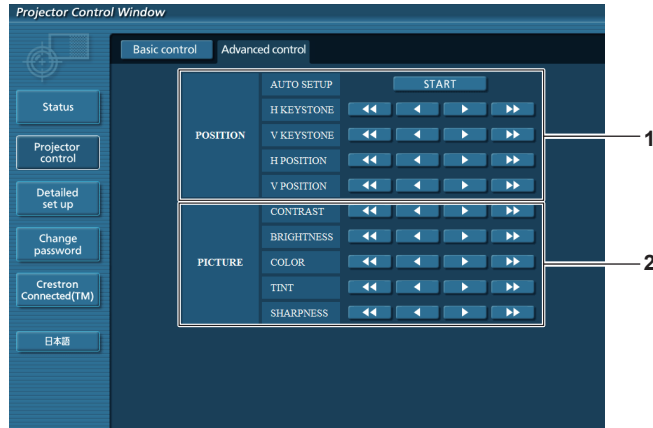 Projector Control Window
Basic control
Advanced control
Status
Projector
control
Detailed
set up
Change
password
Crestron
Connected(TM)
日本語
POSITION
AUTO SETUP
START
H KEYSTONE
V KEYSTONE
H POSITION
V POSITION
1
PICTURE
CONTRAST
BRIGHTNESS
COLOR
TINT
SHARPNESS
2